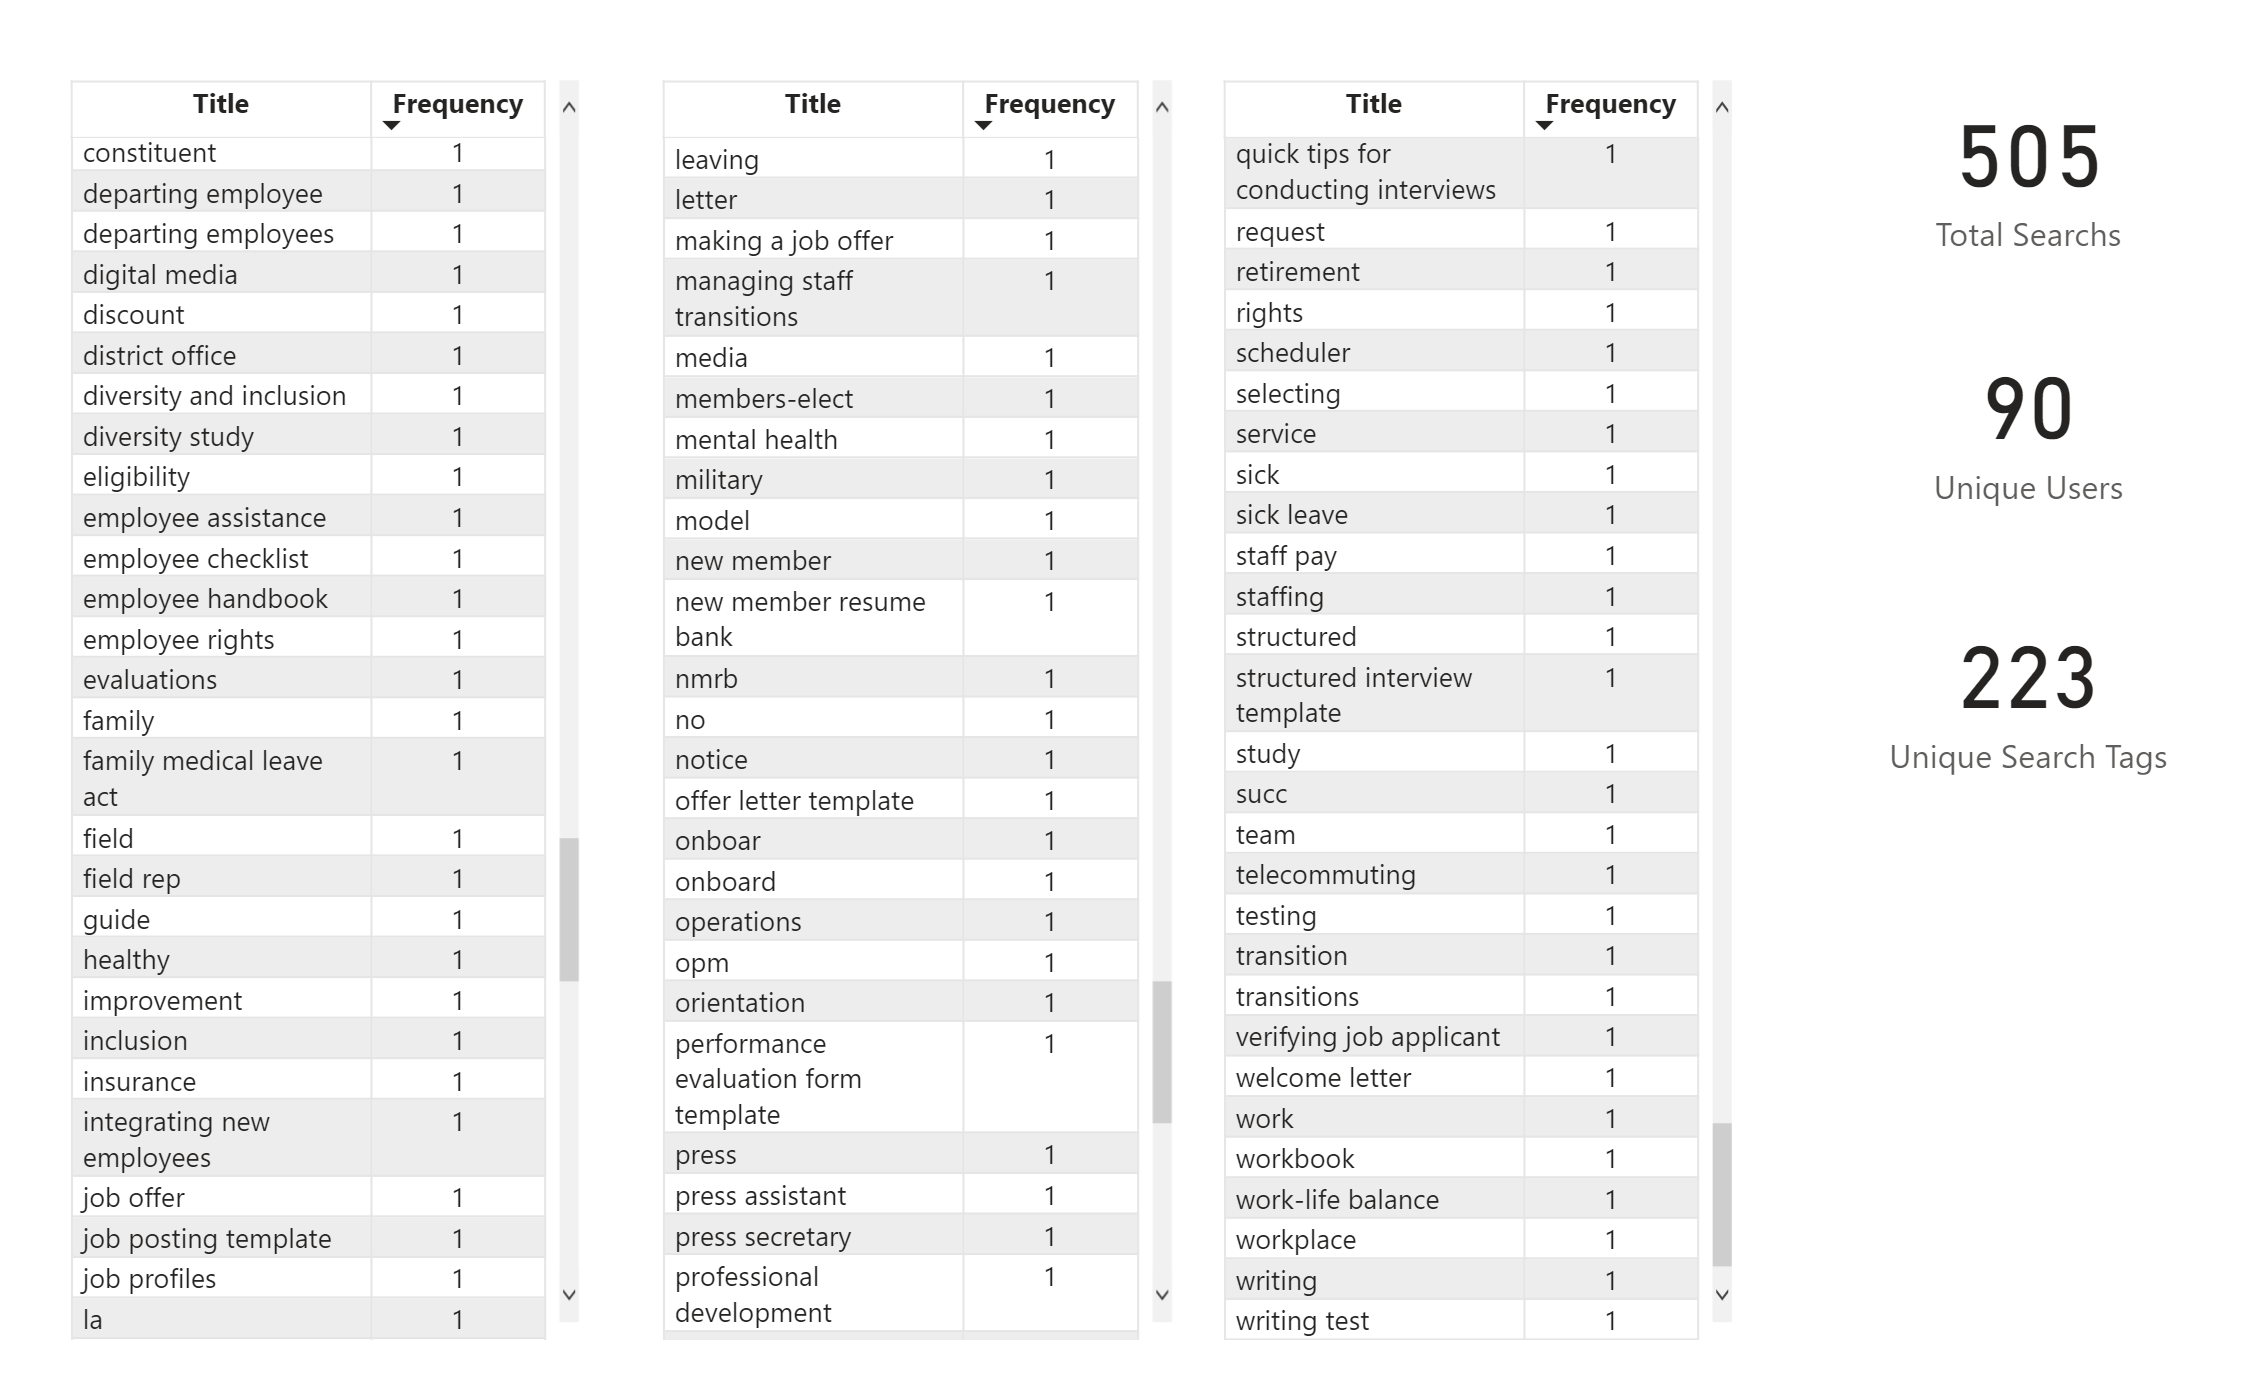 Title Frequency
constituent 1
departing employee 1
departing employees 1
digital media 1
discount 1
district office 1
diversity and inclusion 1
diversity study 1
eligibility 1
employee assistance 1
employee checklist 1
employee handbook 1
employee rights 1
evaluations 1
family 1
family medical leave 1
act
field 1
field rep 1
guide 1
healthy 1
improvement 1
inclusion 1
insurance 1
integrating new 1
employees
job offer 1
job posting template 1
job profiles 1
la 1
Title Frequency
leaving 1
letter 1
making a job offer 1
managing staff 1
transitions
media 1
members-elect 1
mental health 1
military 1
model 1
new member 1
new member resume 1
bank
nmrb 1
no 1
notice 1
offer letter template 1
onboar 1
onboard 1
operations 1
opm 1
orientation 1
performance 1
evaluation form
template
press 1
press assistant 1
press secretary 1
professional 1
development
Title Frequency
quick tips for 1
conducting interviews
request 1
retirement 1
rights 1
scheduler 1
selecting 1
service 1
sick 1
sick leave 1
staff pay 1
staffing 1
structured 1
structured interview 1
template
study 1
succ 1
team 1
telecommuting 1
testing 1
transition 1
transitions 1
verifying job applicant 1
welcome letter 1
work 1
workbook 1
work-life balance 1
workplace 1
writing 1
writing test 1
505
Total Searchs
90
Unique Users
223
Unique Search Tags